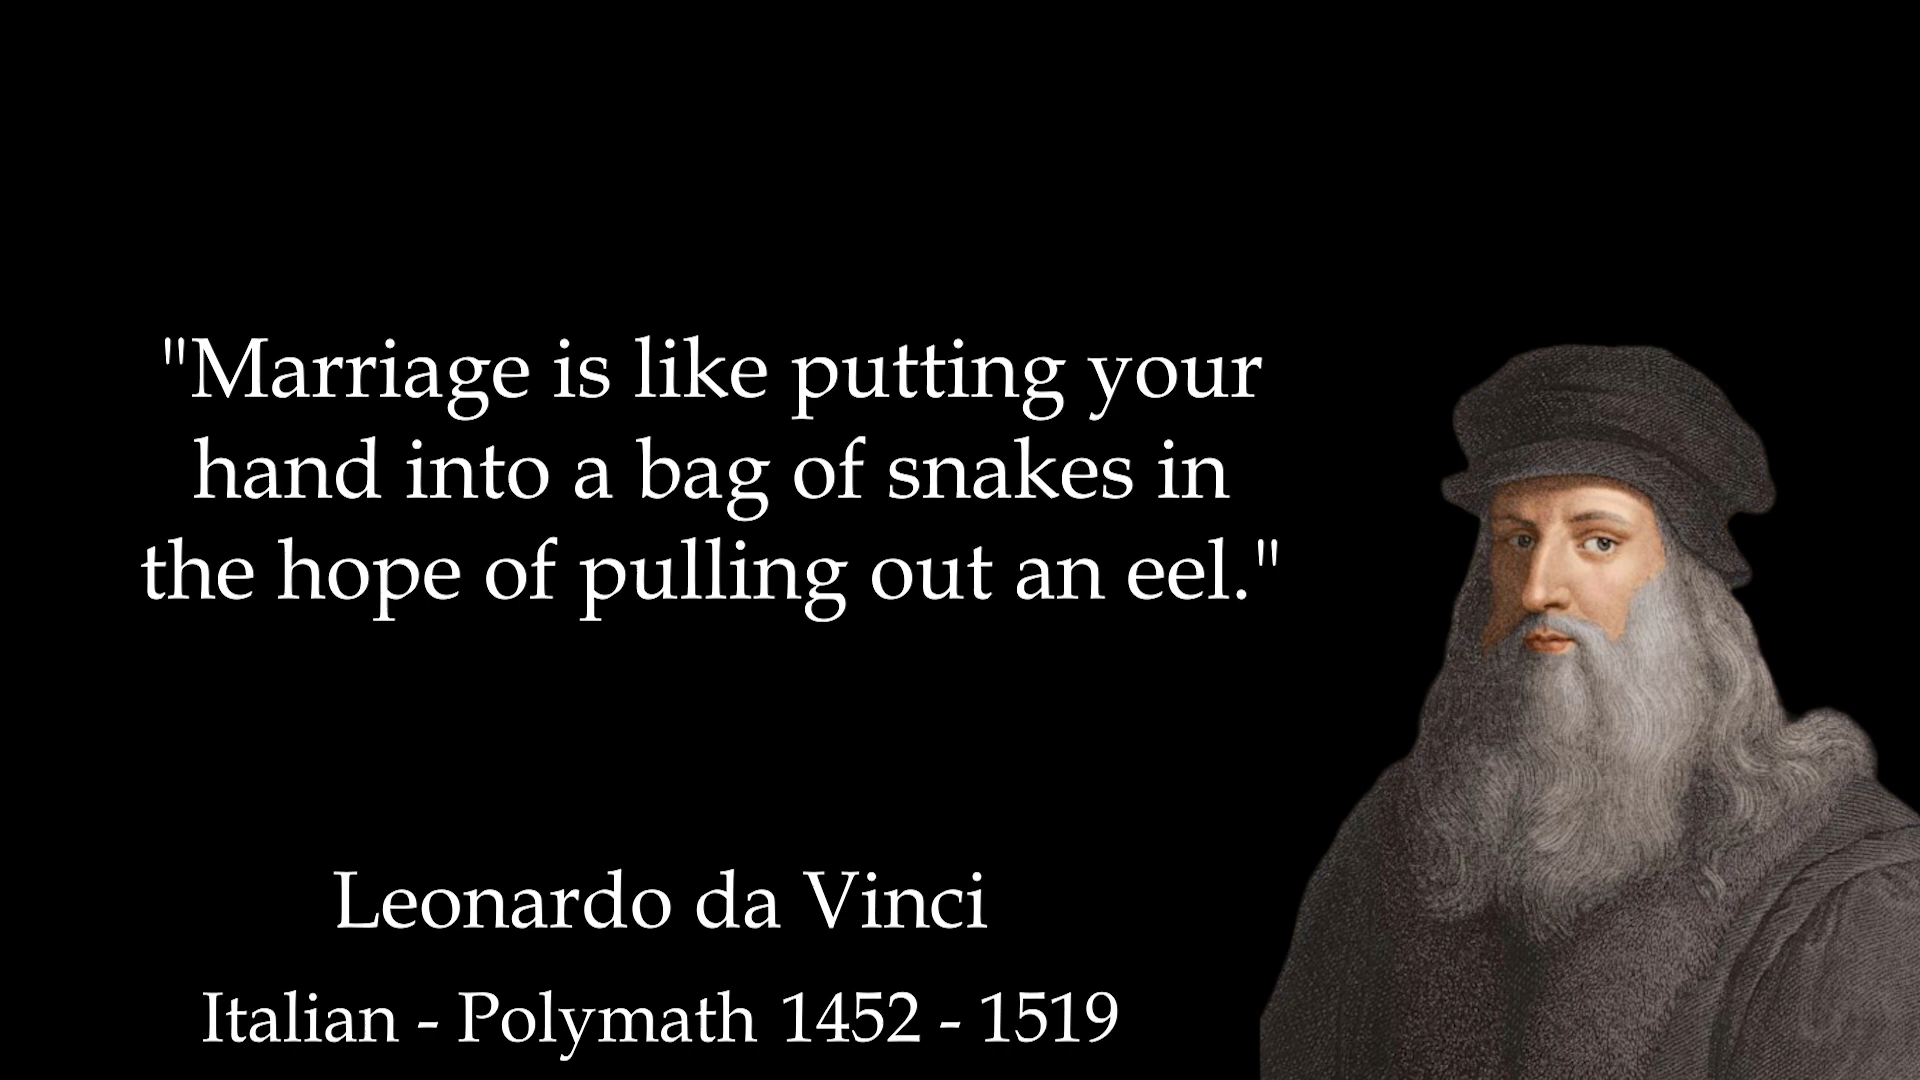 "Marriage is like putting your
hand into a bag of snakes in
the hope of pulling out an eel."
Leonardo da Vinci
Italian - Polymath 1452 - 1519